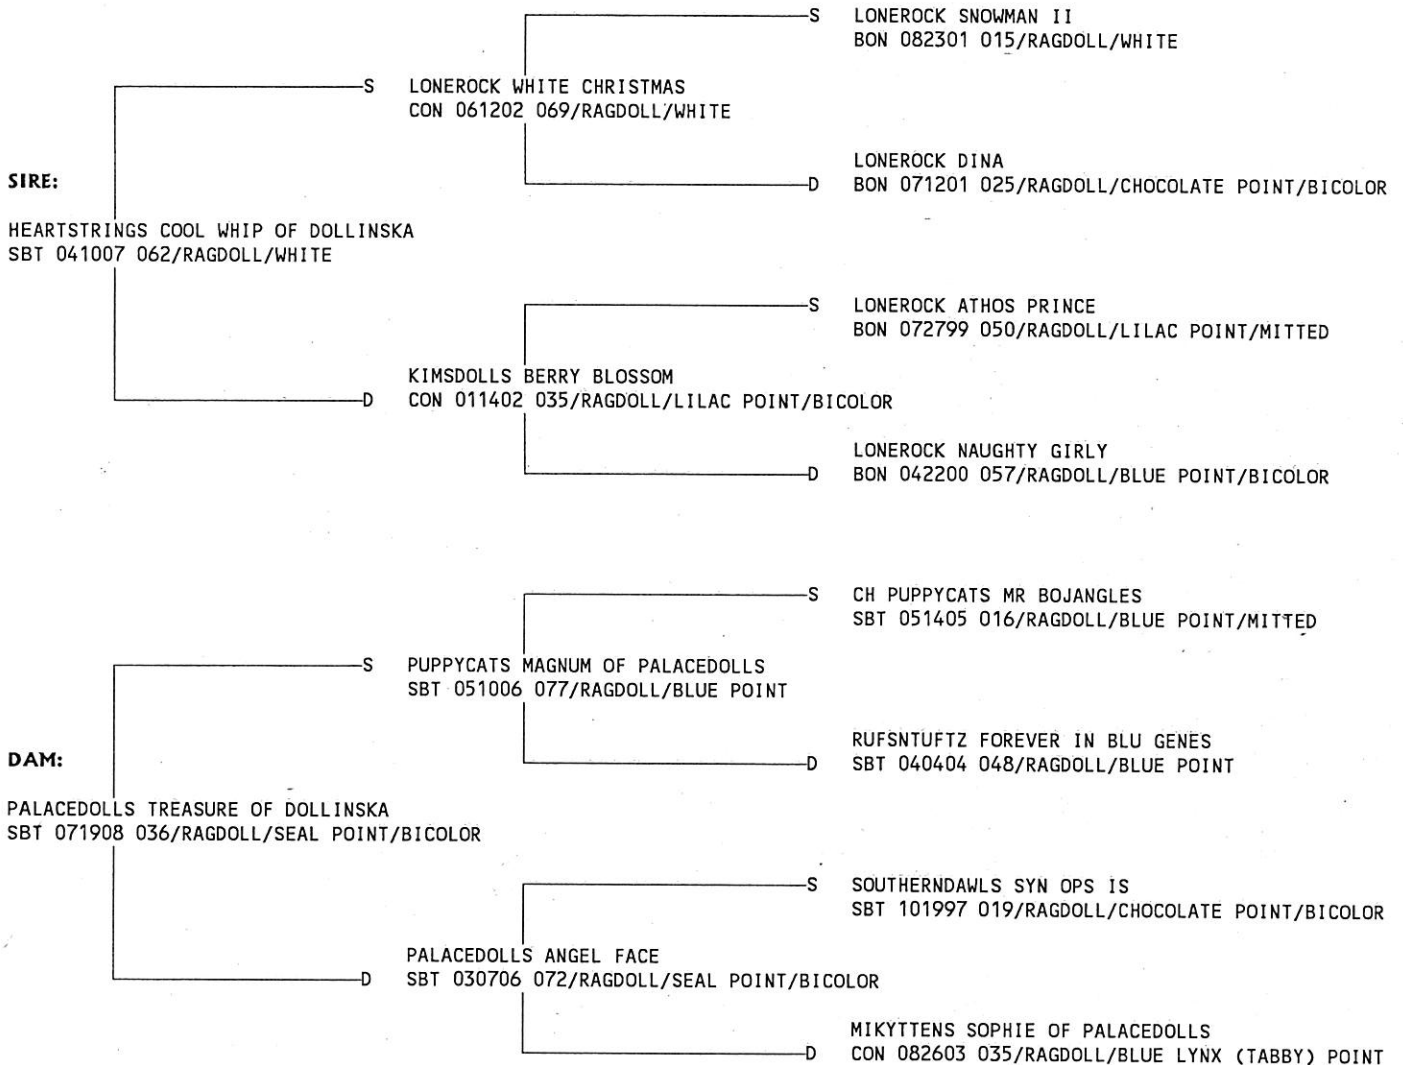 S LONEROCK SNOWMAN II
BON 082301 015/RAGDOLL/WHITE
S LONEROCK WHITE CHRISTMAS
CON 061202 069/RAGDOLL/WHITE
LONEROCK DINA
D BON 071201 025/RAGDOLL/CHOCOLATE POINT/BICOLOR
SIRE:
HEARTSTRINGS COOL WHIP OF DOLLINSKA
SBT 041007 062/RAGDOLL/WHITE
S LONEROCK ATHOS PRINCE
BON 072799 050/RAGDOLL/LILAC POINT/MITTED
KIMSDOLLS BERRY BLOSSOM
D CON 011402 035/RAGDOLL/LILAC POINT/BICOLOR
LONEROCK NAUGHTY GIRLY
D BON 042200 057/RAGDOLL/BLUE POINT/BICOLOR
S CH PUPPYCATS MR BOJANGLES
SBT 051405 016/RAGDOLL/BLUE POINT/MITTED
S PUPPYCATS MAGNUM OF PALACEDOLLS
SBT 051006 077/RAGDOLL/BLUE POINT
RUFSNTUFTZ FOREVER IN BLU GENES
D SBT 040404 048/RAGDOLL/BLUE POINT
DAM:
PALACEDOLLS TREASURE OF DOLLINSKA
SBT 071908 036/RAGDOLL/SEAL POINT/BICOLOR
S SOUTHERNDAWLS SYN OPS IS
SBT 101997 019/RAGDOLL/CHOCOLATE POINT/BICOLOR
PALACEDOLLS ANGEL FACE
D SBT 030706 072/RAGDOLL/SEAL POINT/BICOLOR
MIKYTTENS SOPHIE OF PALACEDOLLS
D CON 082603 035/RAGDOLL/BLUE LYNX (TABBY) POINT